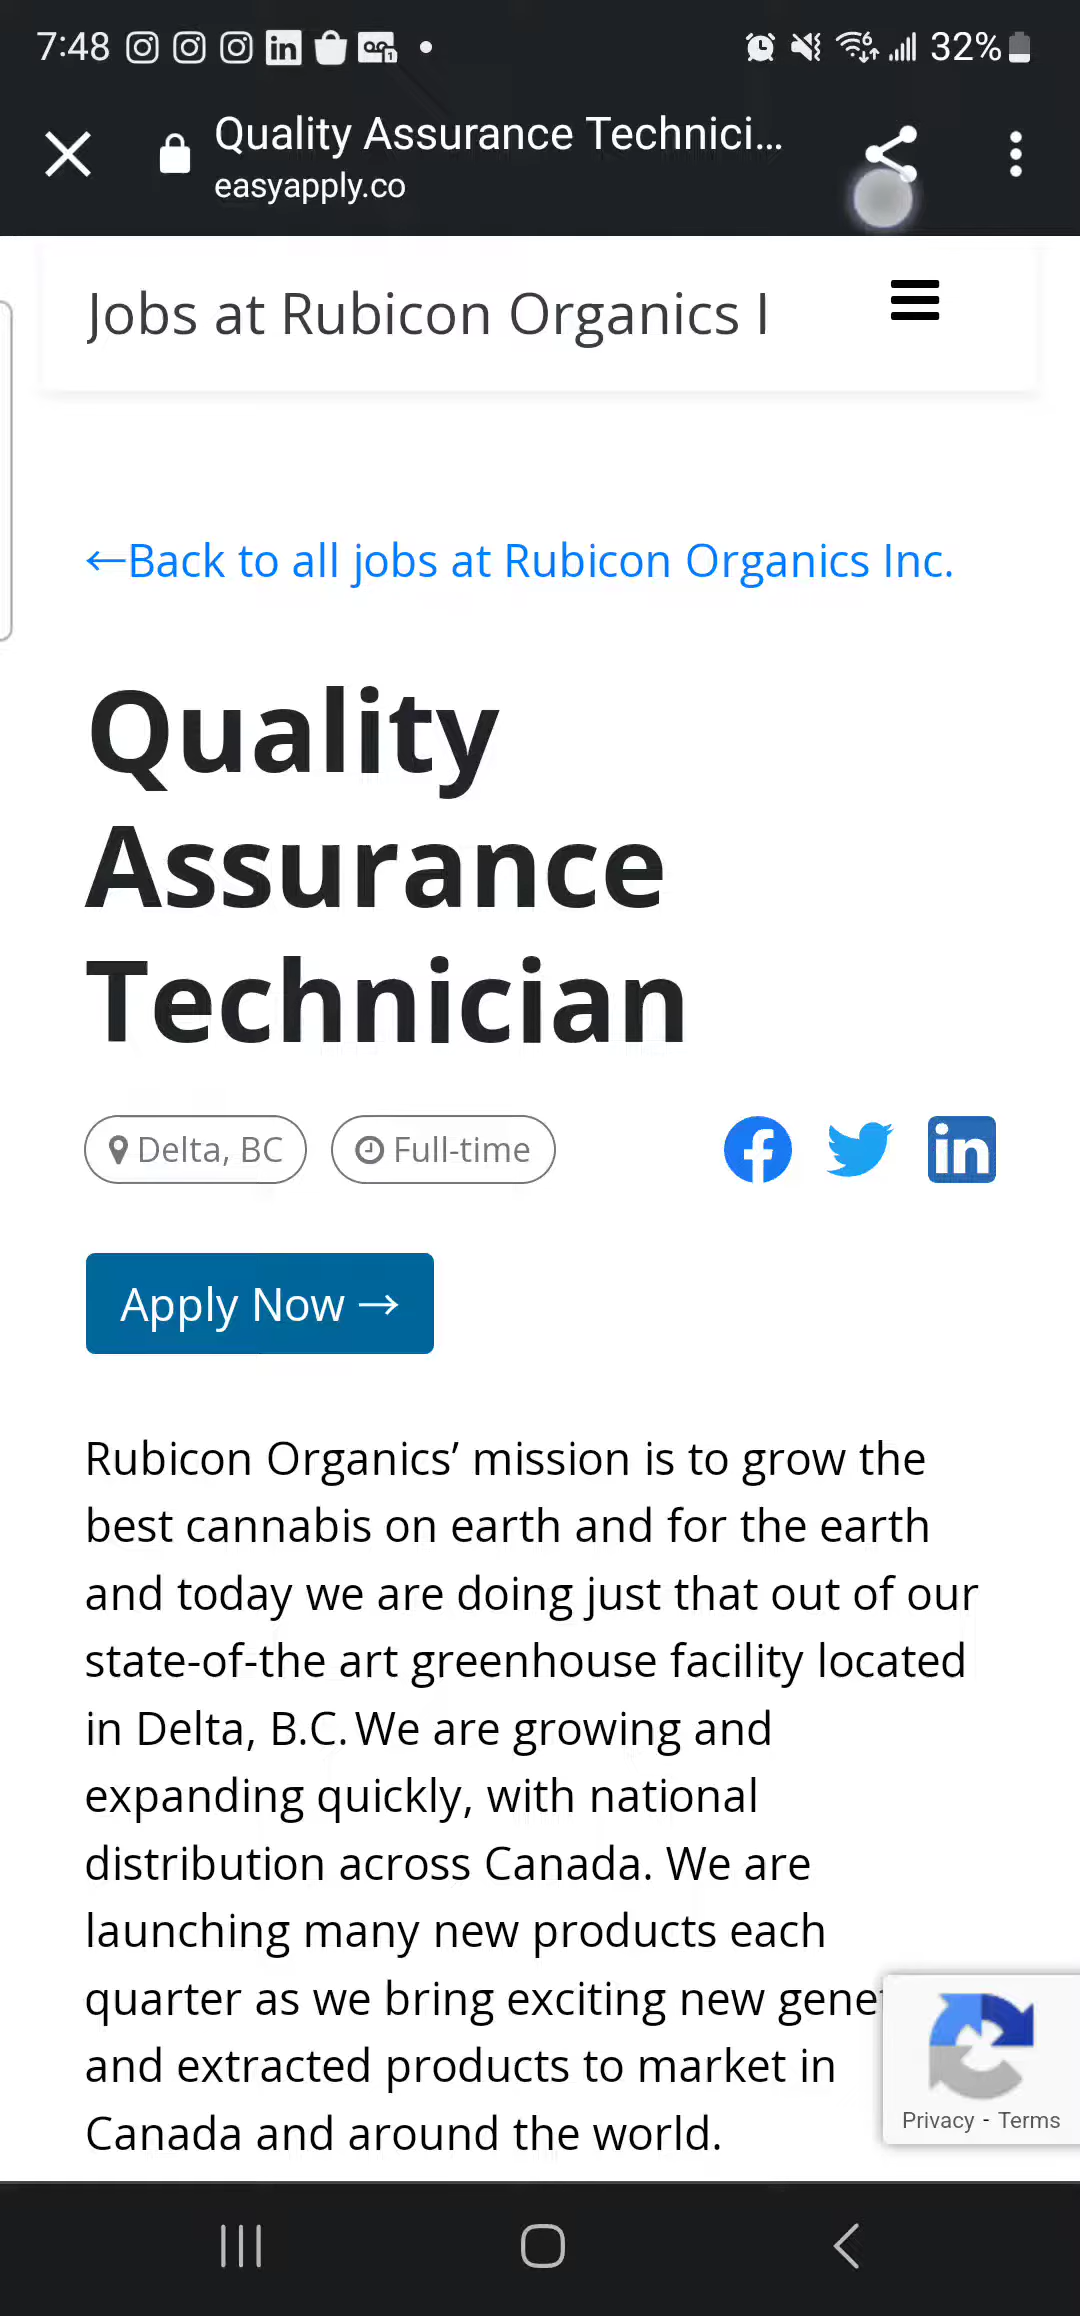 7:48
32%
Quality Assurance Technici...
easyapply.co
Jobs at Rubicon Organics I
←Back to all jobs at Rubicon Organics Inc.
Quality
Assurance
Technician
Delta, BC
Full-time
Apply Now →
Rubicon Organics’ mission is to grow the
best cannabis on earth and for the earth
and today we are doing just that out of our
state-of-the art greenhouse facility located
in Delta, B.C. We are growing and
expanding quickly, with national
distribution across Canada. We are
launching many new products each
quarter as we bring exciting new gene
and extracted products to market in
Canada and around the world.
Privacy - Terms